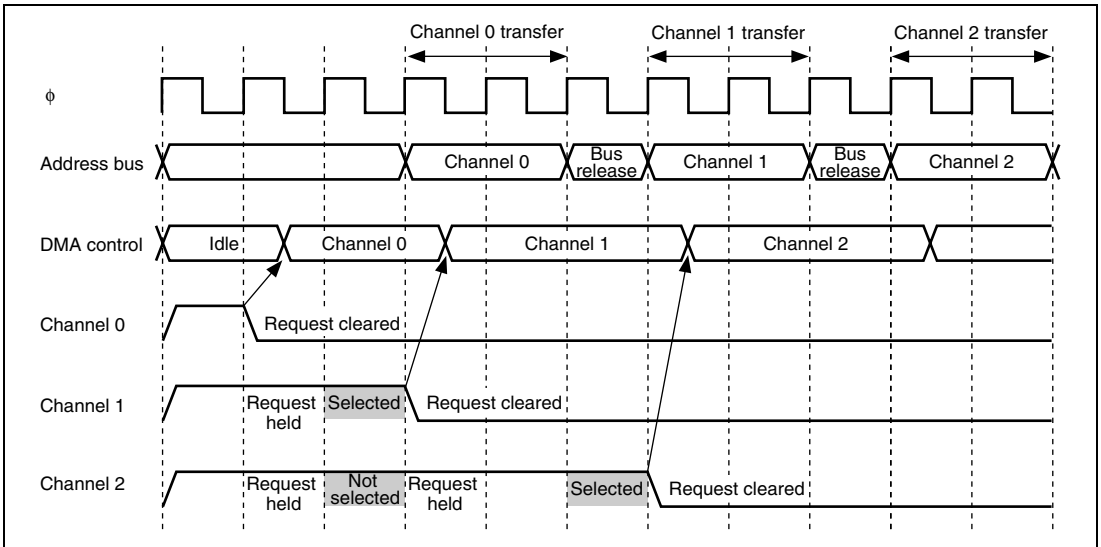 Channel 0 transfer Channel 1 transfer Channel 2 transfer
ϕ
Address bus Channel 0 Bus release Channel 1 Bus release Channel 2
DMA control Idle Channel 0 Channel 1 Channel 2
Channel 0 Request cleared
Channel 1 Request held Selected Request cleared
Channel 2 Request held Not selected Request held Selected Request cleared